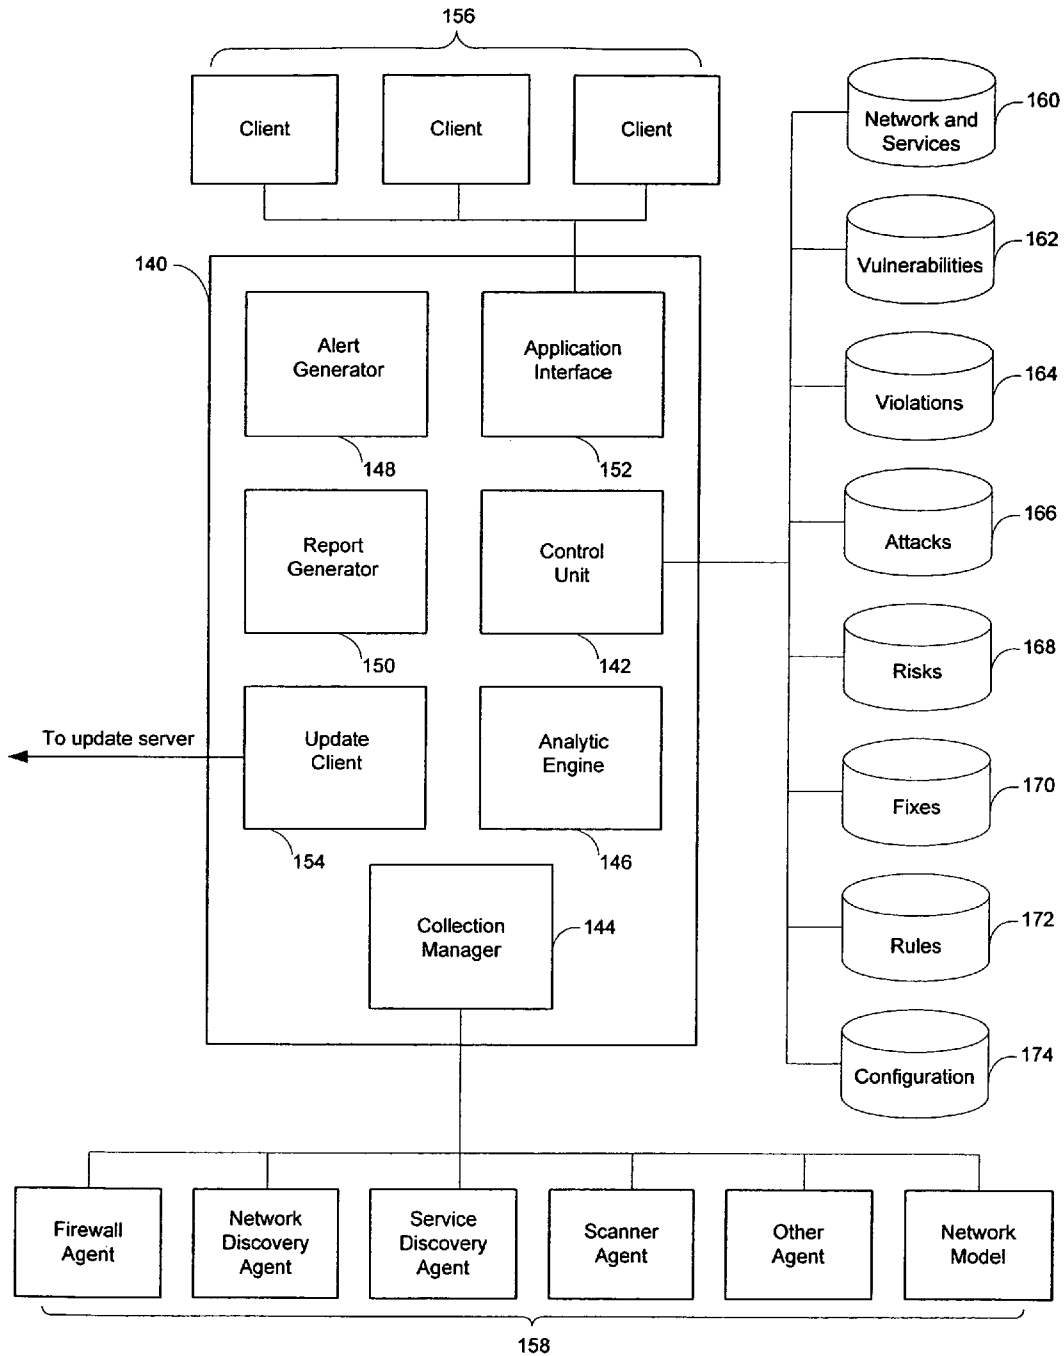 156
Client
Client
Client
160
Network and
Services
162
Vulnerabilities
140
Alert
Generator
Application
Interface
164
Violations
148
152
166
Attacks
Report
Generator
Control
Unit
150
142
168
Risks
To update server
Update
Client
Analytic
Engine
170
Fixes
154
146
Collection
Manager
144
172
Rules
174
Configuration
Firewall
Agent
Network
Discovery
Agent
Service
Discovery
Agent
Scanner
Agent
Other
Agent
Network
Model
158